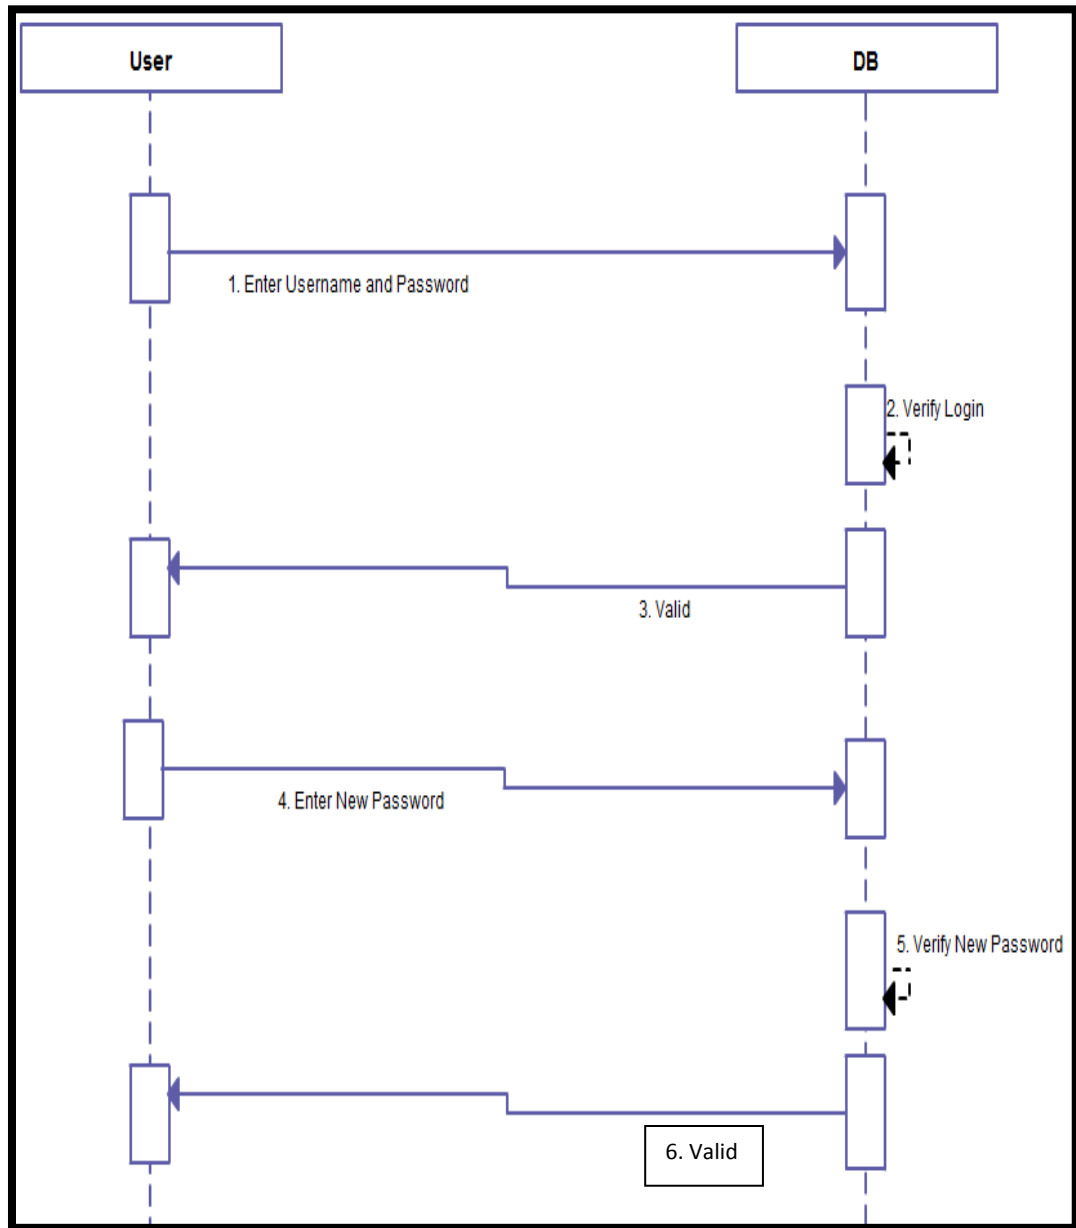 User
DB
1. Enter Username and Password
2. Verify Login
3. Valid
4. Enter New Password
5. Verify New Password
6. Valid